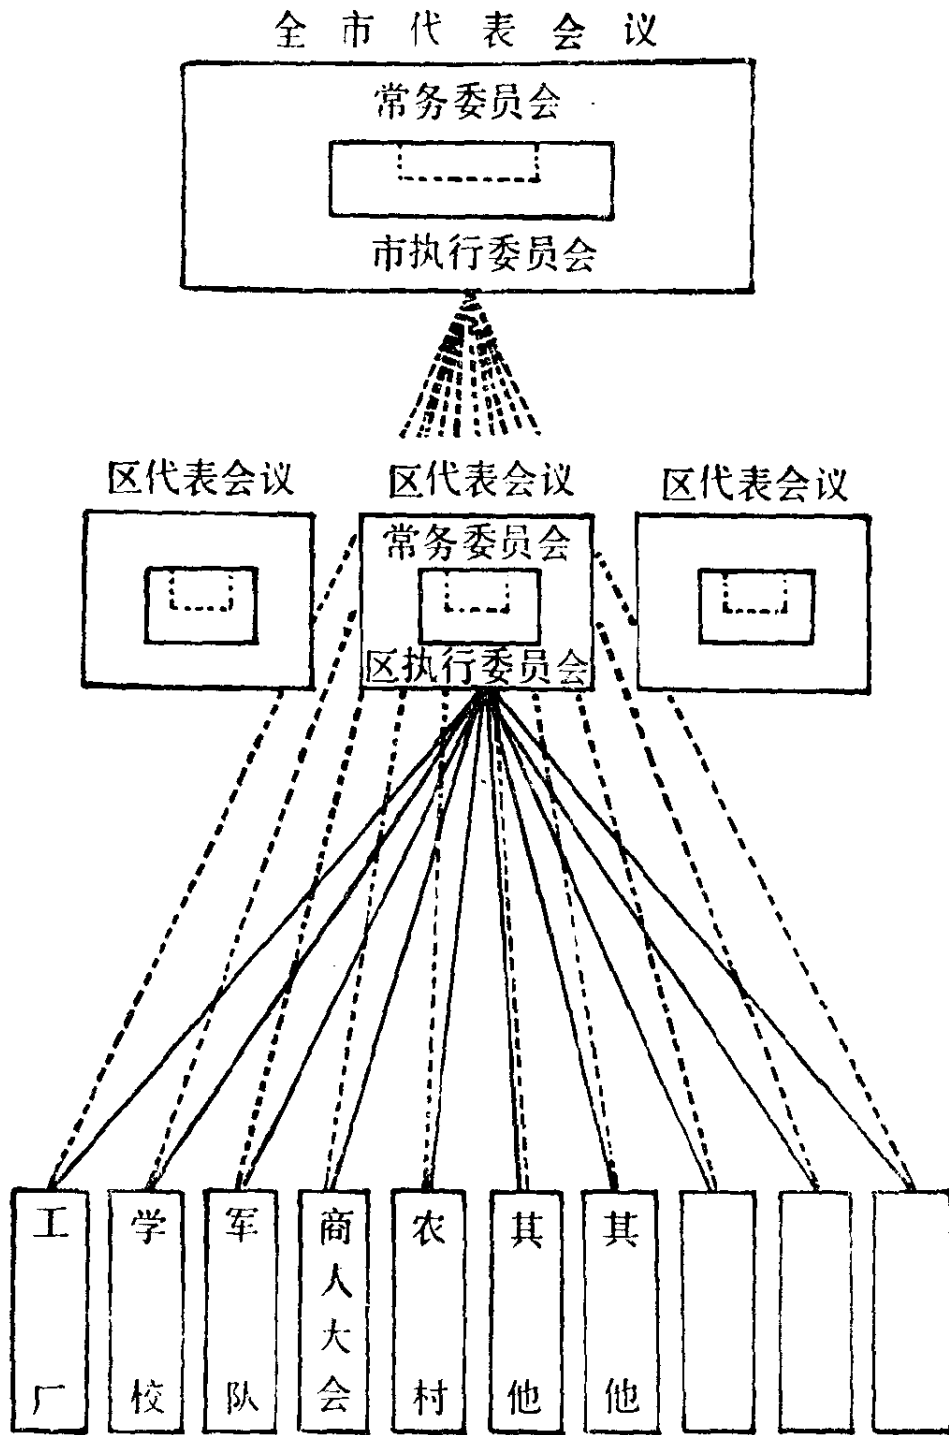 全市代表会议
常务委员会
市执行委员会
区代表会议
区代表会议
区代表会议
常务委员会
区执行委员会
工厂
学校
军队
商人大会
农村
其他
其他